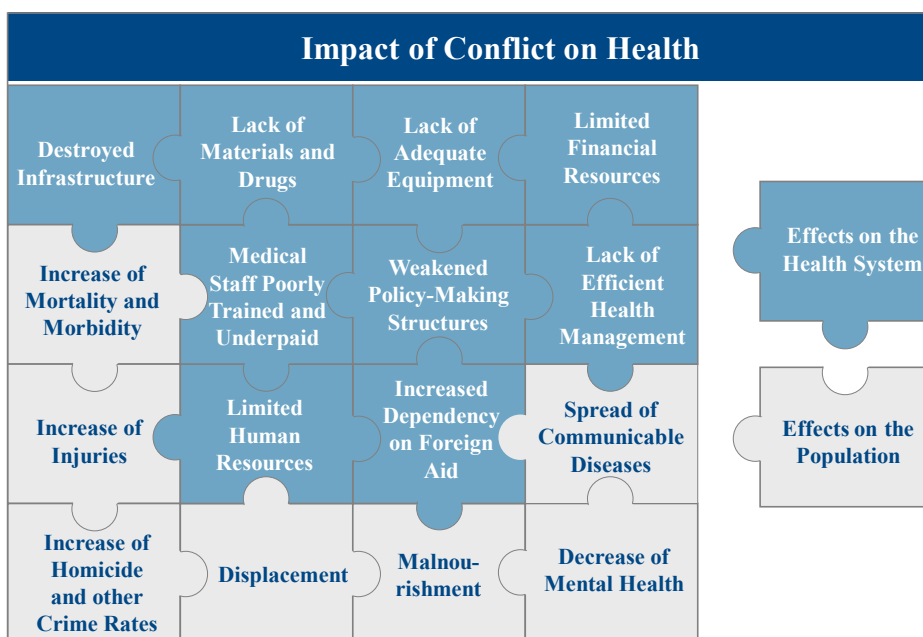 Impact of Conflict on Health
Destroyed
Infrastructure
Lack of
Materials and
Drugs
Lack of
Adequate
Equipment
Limited
Financial
Resources
Increase of
Mortality and
Morbidity
Medical
Staff Poorly
Trained and
Underpaid
Weakened
Policy-Making
Structures
Lack of
Efficient
Health
Management
Increase of
Injuries
Limited
Human
Resources
Increased
Dependency
on Foreign
Aid
Spread of
Communicable
Diseases
Increase of
Homicide
and other
Crime Rates
Displacement
Malnou-
rishment
Decrease of
Mental Health
Effects on the
Health System
Effects on the
Population